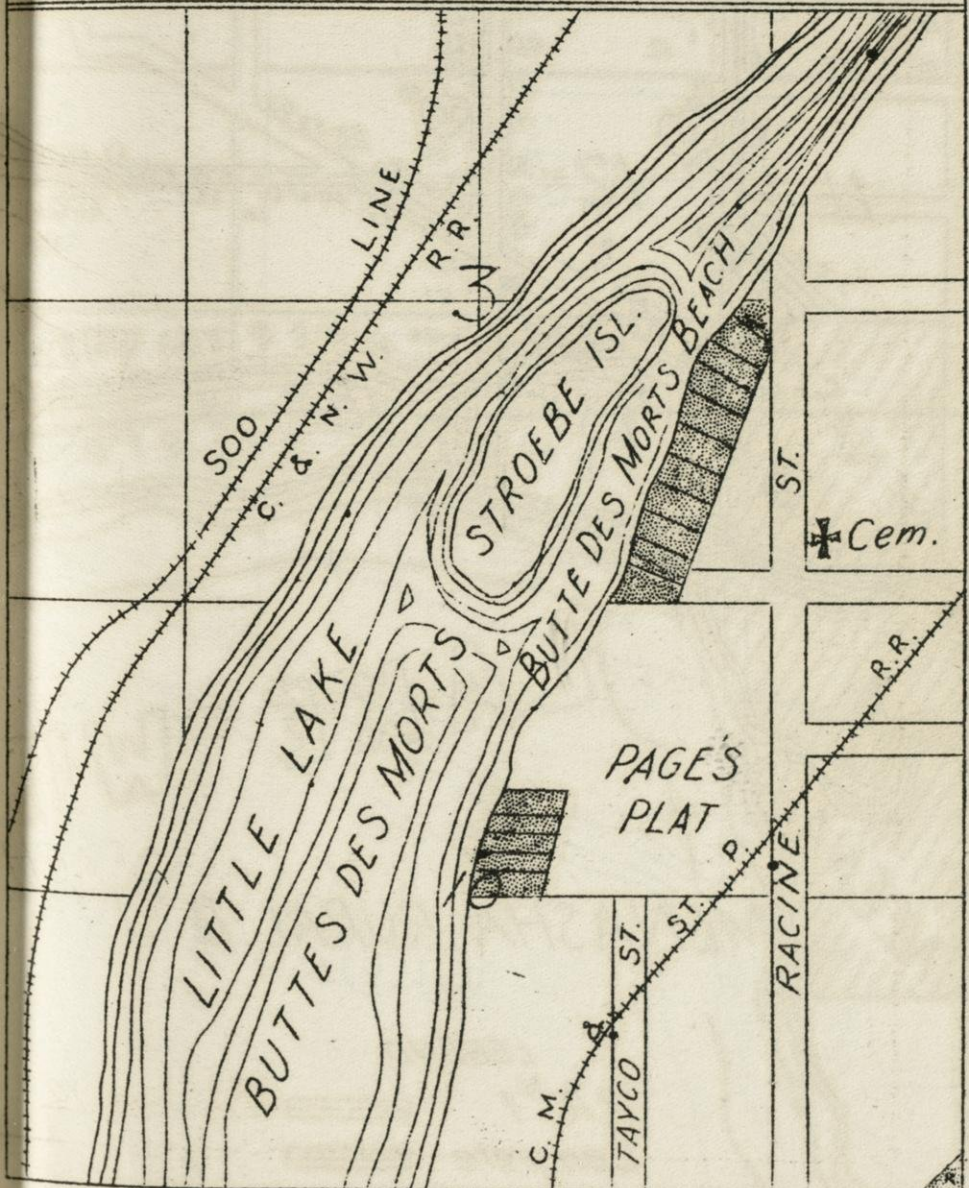 SOO LINE
C. & N. W. R. R.
STROEBE ISL.
BUTTE DES MORTS BEACH
ST.
Cem.
LITTLE LAKE
BUTTES DES MORTS
PAGE'S
PLAT
C. M. & ST. P. R. R.
RACINE
TAYCO ST.
R.